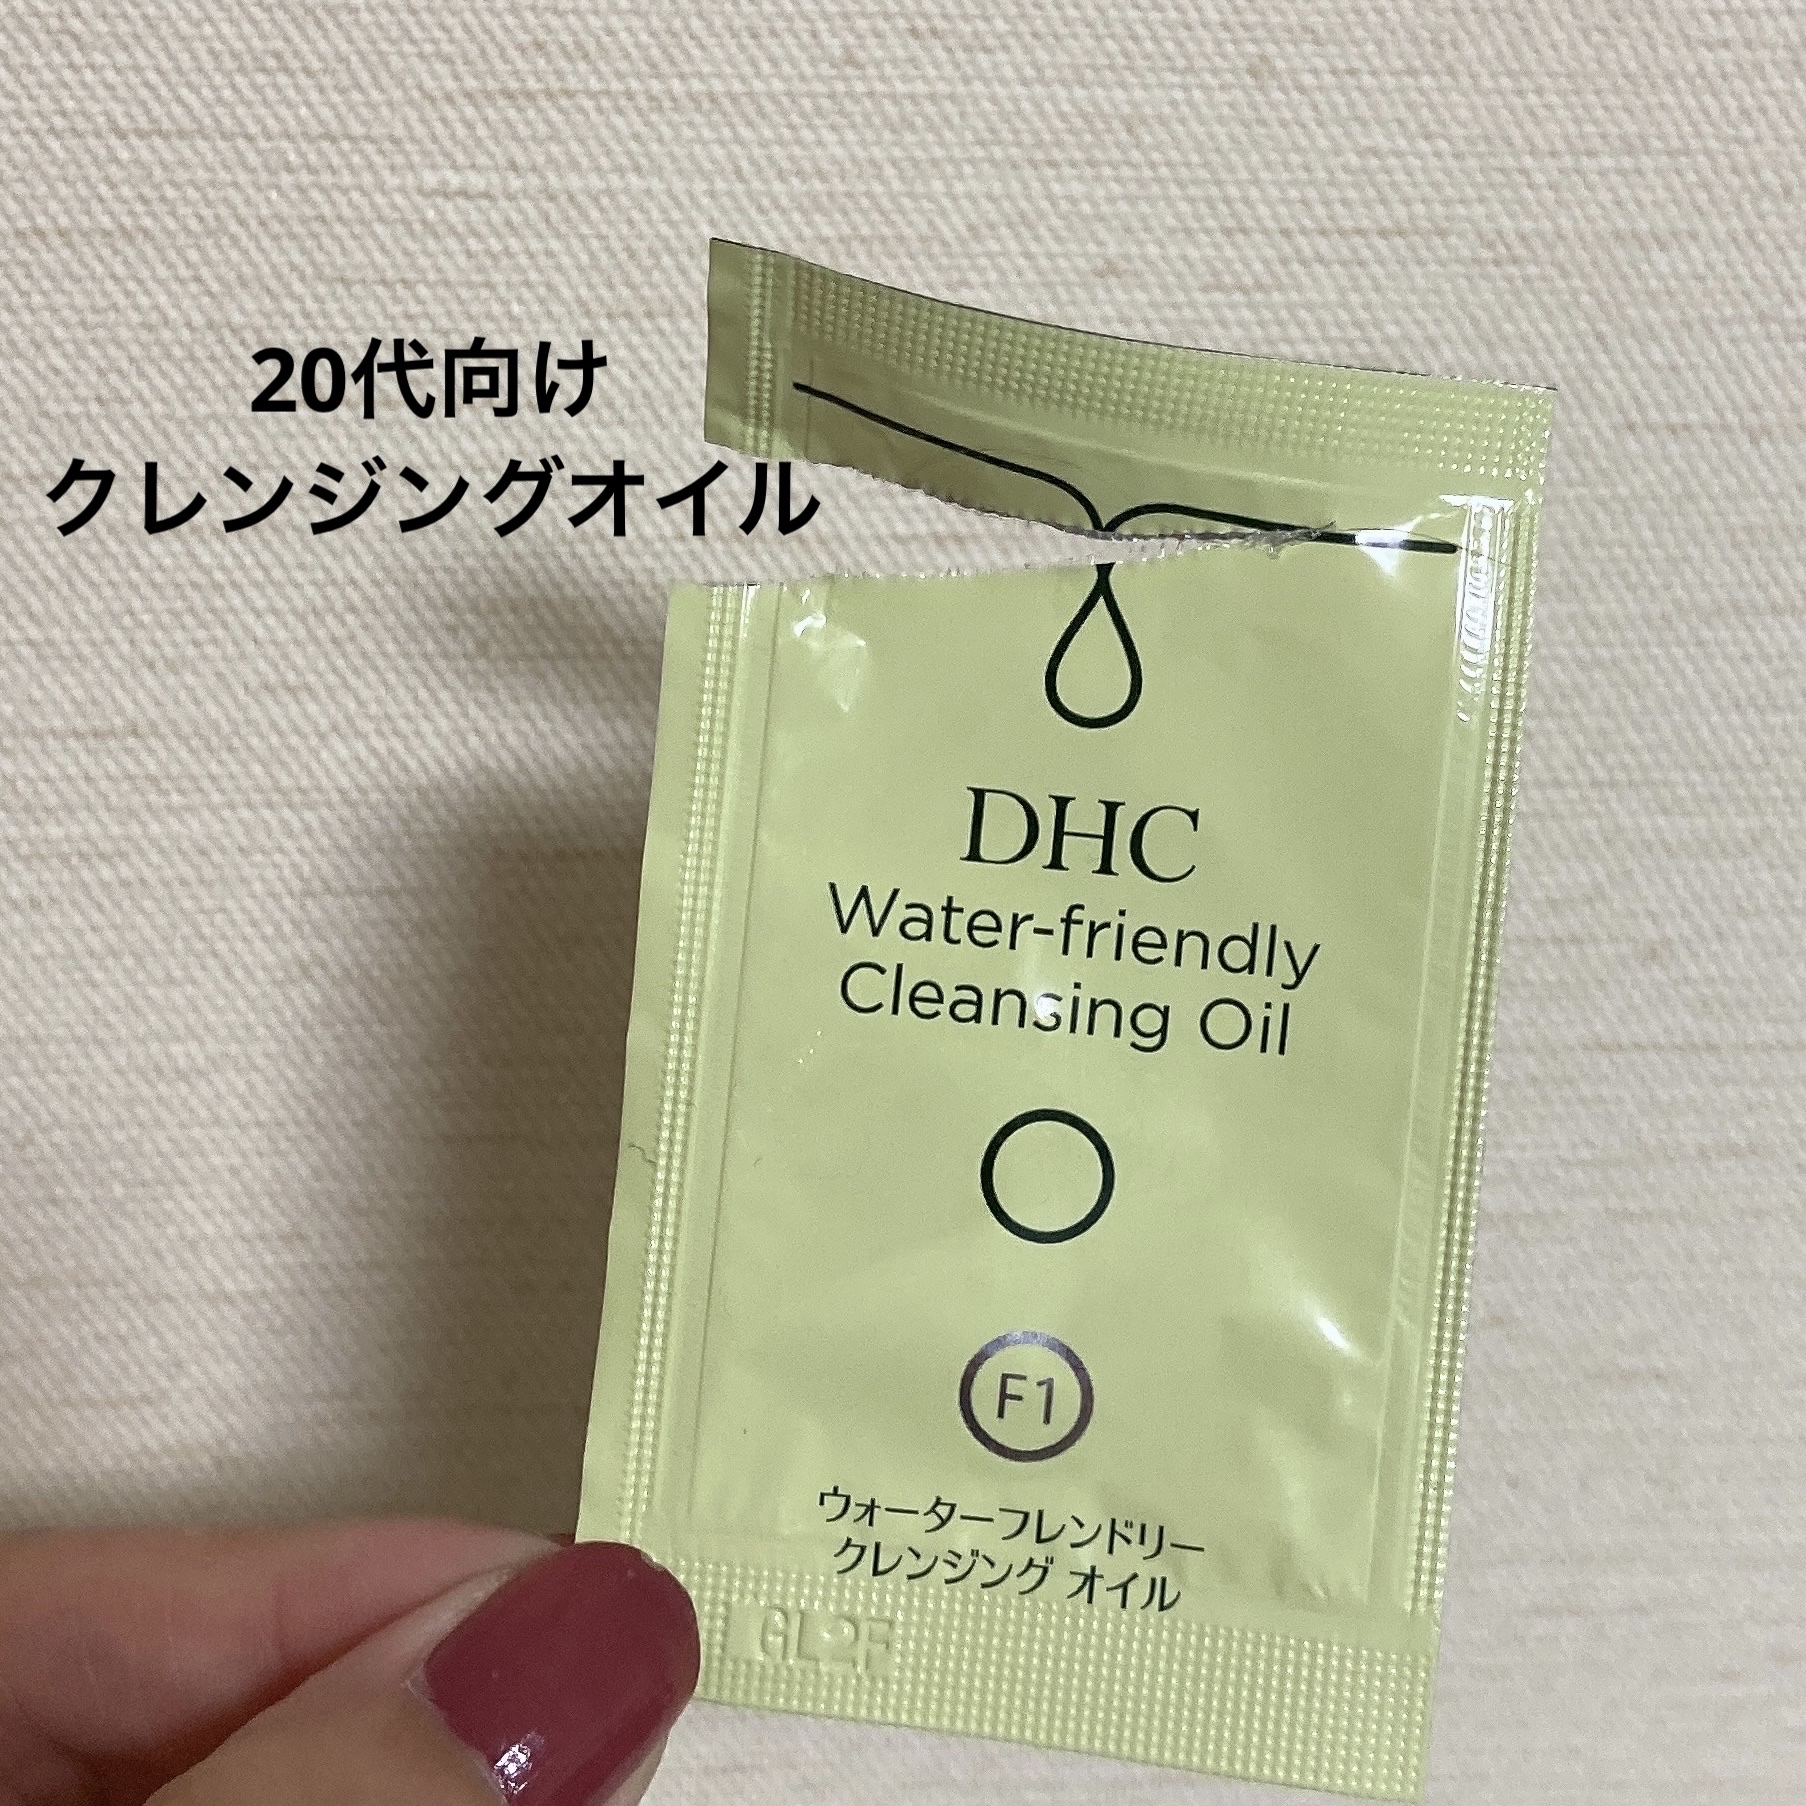 20代向け
クレンジングオイル
DHC
Water-friendly
Cleansing Oil
F1
ウォーターフレンドリー
クレンジング オイル